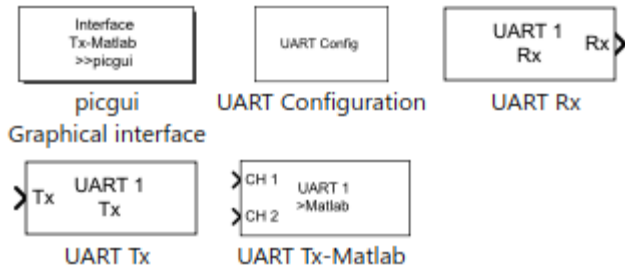 Interface
Tx-Matlab
>>picgui
picgui
Graphical interface
UART Config
UART Configuration
UART 1
Rx
Rx
UART Rx
Tx
UART 1
Tx
UART Tx
CH 1
CH 2
UART 1
>Matlab
UART Tx-Matlab